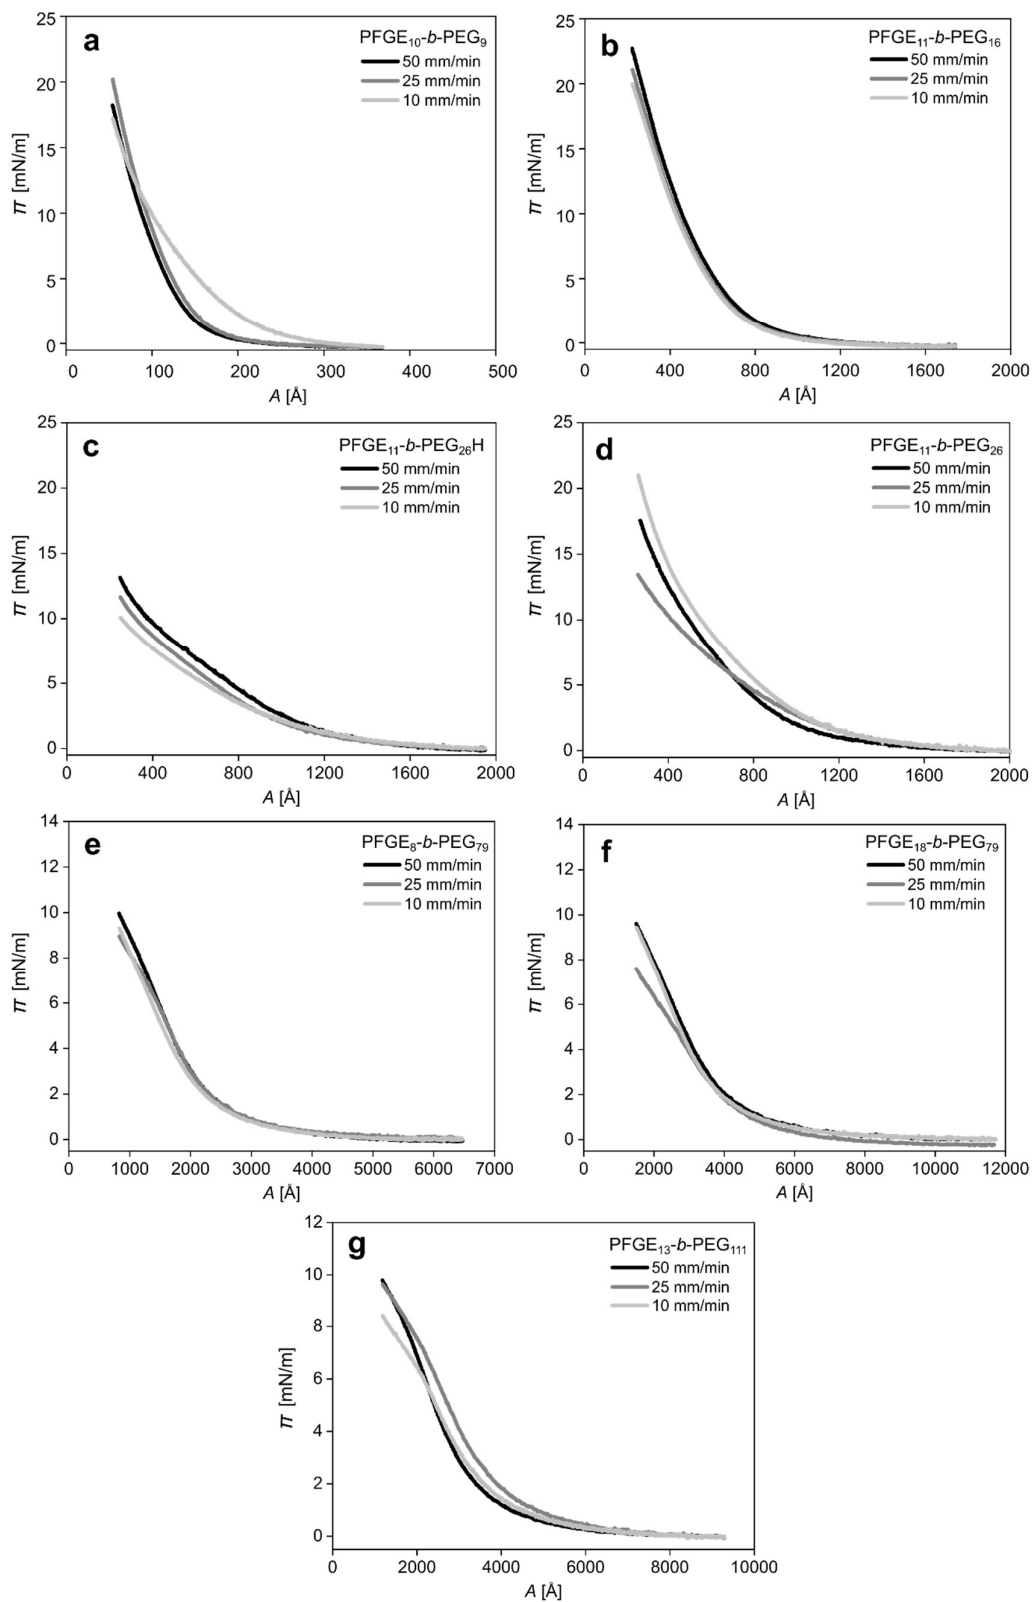 a
PFGE10-b-PEG9
50 mm/min
25 mm/min
10 mm/min
25
20
15
10
5
0
π [mN/m]
0 100 200 300 400 500
A [Å]
b
PFGE11-b-PEG16
50 mm/min
25 mm/min
10 mm/min
25
20
15
10
5
0
π [mN/m]
0 400 800 1200 1600 2000
A [Å]
c
PFGE11-b-PEG26H
50 mm/min
25 mm/min
10 mm/min
25
20
15
10
5
0
π [mN/m]
0 400 800 1200 1600 2000
A [Å]
d
PFGE11-b-PEG26
50 mm/min
25 mm/min
10 mm/min
25
20
15
10
5
0
π [mN/m]
0 400 800 1200 1600 2000
A [Å]
e
PFGE8-b-PEG79
50 mm/min
25 mm/min
10 mm/min
14
12
10
8
6
4
2
0
π [mN/m]
0 1000 2000 3000 4000 5000 6000 7000
A [Å]
f
PFGE18-b-PEG79
50 mm/min
25 mm/min
10 mm/min
14
12
10
8
6
4
2
0
π [mN/m]
0 2000 4000 6000 8000 10000 12000
A [Å]
g
PFGE13-b-PEG111
50 mm/min
25 mm/min
10 mm/min
12
10
8
6
4
2
0
π [mN/m]
0 2000 4000 6000 8000 10000
A [Å]